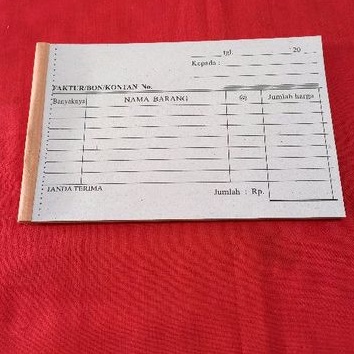 tgl. 20
Kepada :
FAKTUR/BON/KONTAN No.
Banyaknya NAMA BARANG @ Jumlah harga
TANDA TERIMA Jumlah : Rp.